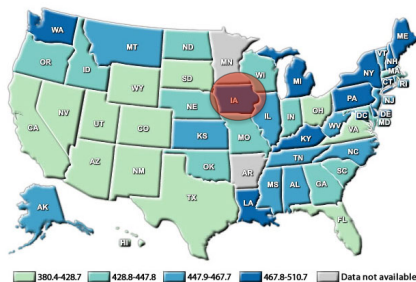 WA
MT
ND
MN
ME
VT
NH
OR
ID
SD
WI
MI
NY
MA
CT
RI
WY
IA
PA
NJ
NV
NE
IL
IN
OH
DE
MD
DC
CA
UT
CO
KS
MO
KY
WV
VA
AZ
NM
OK
AR
TN
NC
SC
AK
TX
LA
MS
AL
GA
FL
HI
380.4-428.7
428.8-447.8
447.9-467.7
467.8-510.7
Data not available